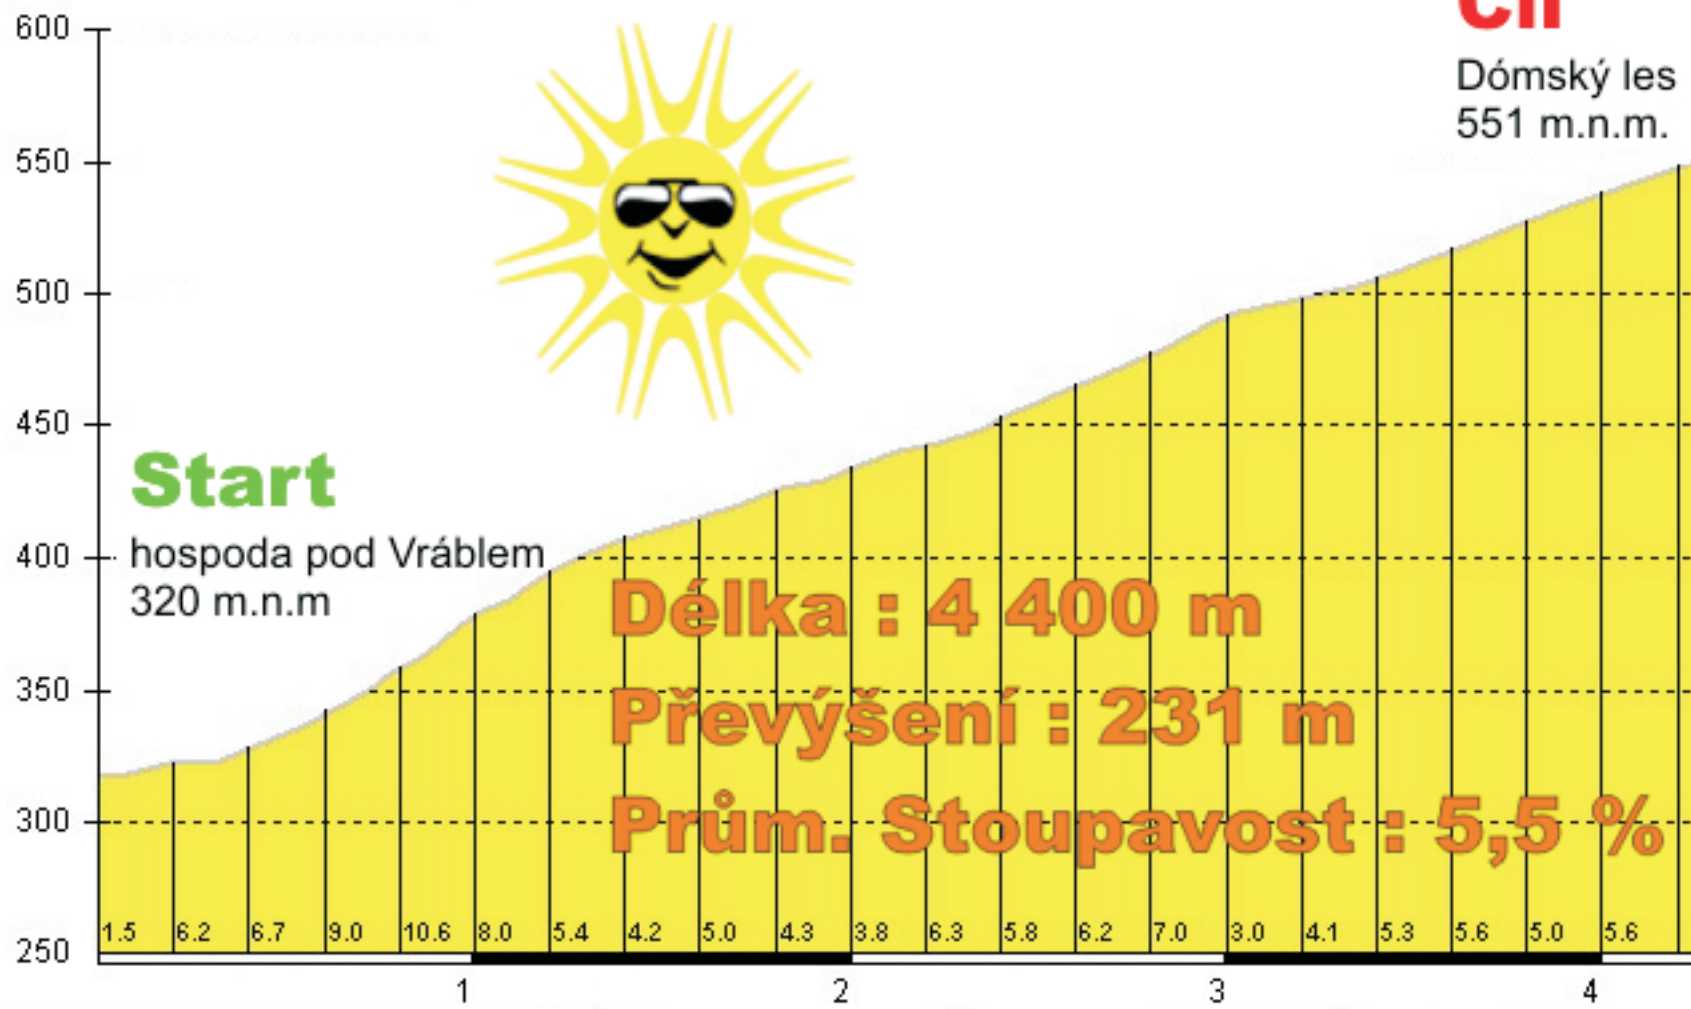 600
Cíl
Dómský les
551 m.n.m.
550
500
450
Start
hospoda pod Vráblem
320 m.n.m
400
Délka : 4 400 m
350
Převýšení : 231 m
300
Prům. Stoupavost : 5,5 %
250
1.5 6.2 6.7 9.0 10.6 8.0 5.4 4.2 5.0 4.3 3.8 6.3 5.8 6.2 7.0 3.0 4.1 5.3 5.6 5.0 5.6
1 2 3 4